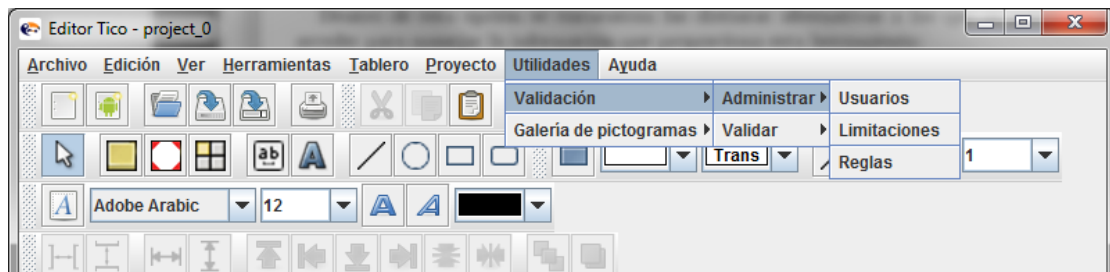 Editor Tico - project_0
Archivo Edición Ver Herramientas Tablero Proyecto Utilidades Ayuda
Validación Administrar Usuarios
Galería de pictogramas Validar Limitaciones
Reglas
ab A Trans 1
A Adobe Arabic 12 A A